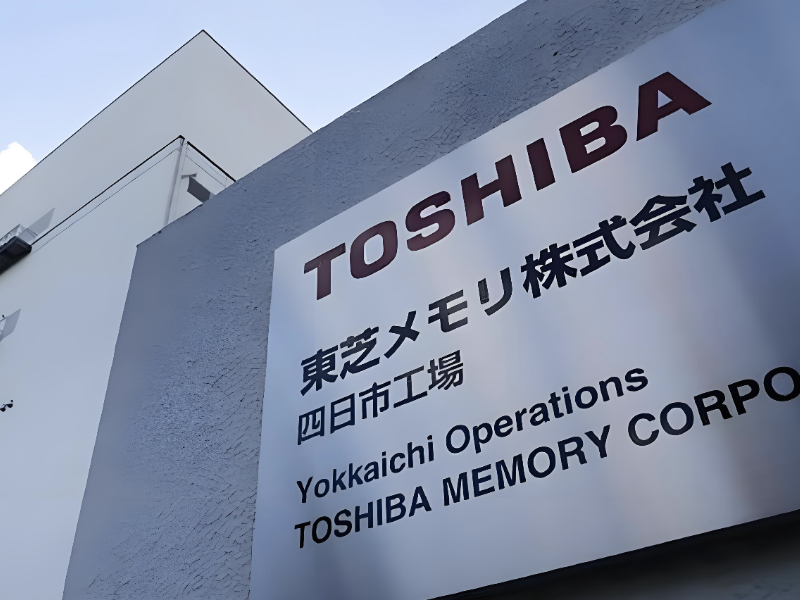 TOSHIBA
東芝メモリ株式会社
四日市工場
Yokkaichi Operations
TOSHIBA MEMORY CORPO